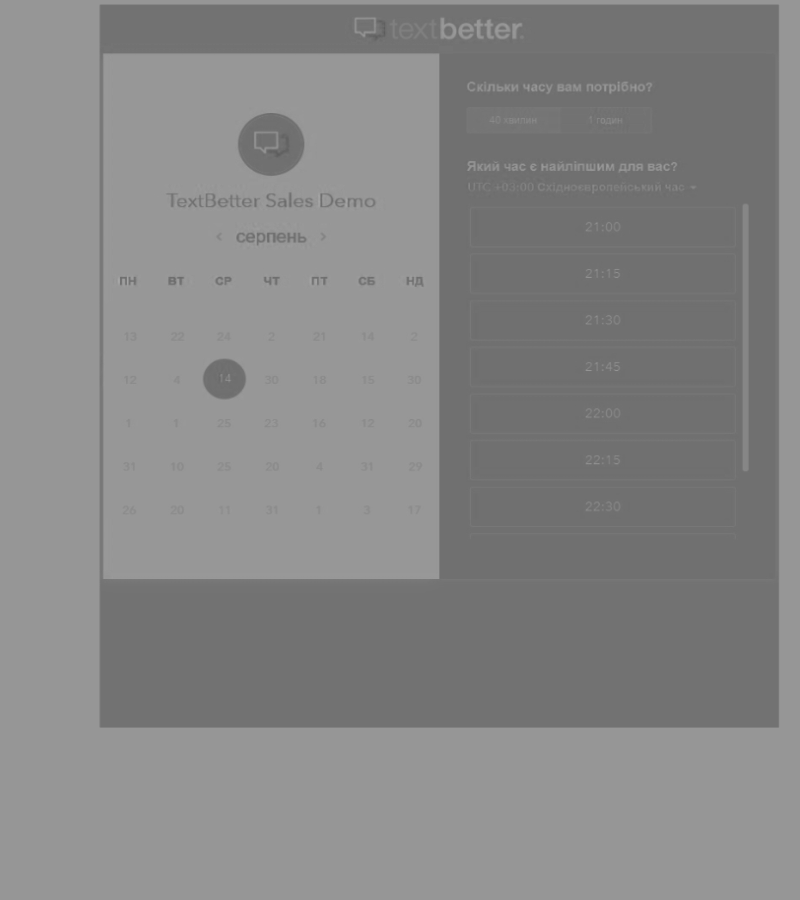 textbetter.
TextBetter Sales Demo
< серпень >
ПН ВТ СР ЧТ ПТ СБ НД
13 22 24 2 21 14 2
12 4 14 30 18 15 30
1 1 25 23 16 12 20
31 10 25 20 4 31 29
26 20 11 31 1 3 17
Скільки часу вам потрібно?
40 хвилин 1 годин
Який час є найліпшим для вас?
UTC +03:00 Східноєвропейський час
21:00
21:15
21:30
21:45
22:00
22:15
22:30